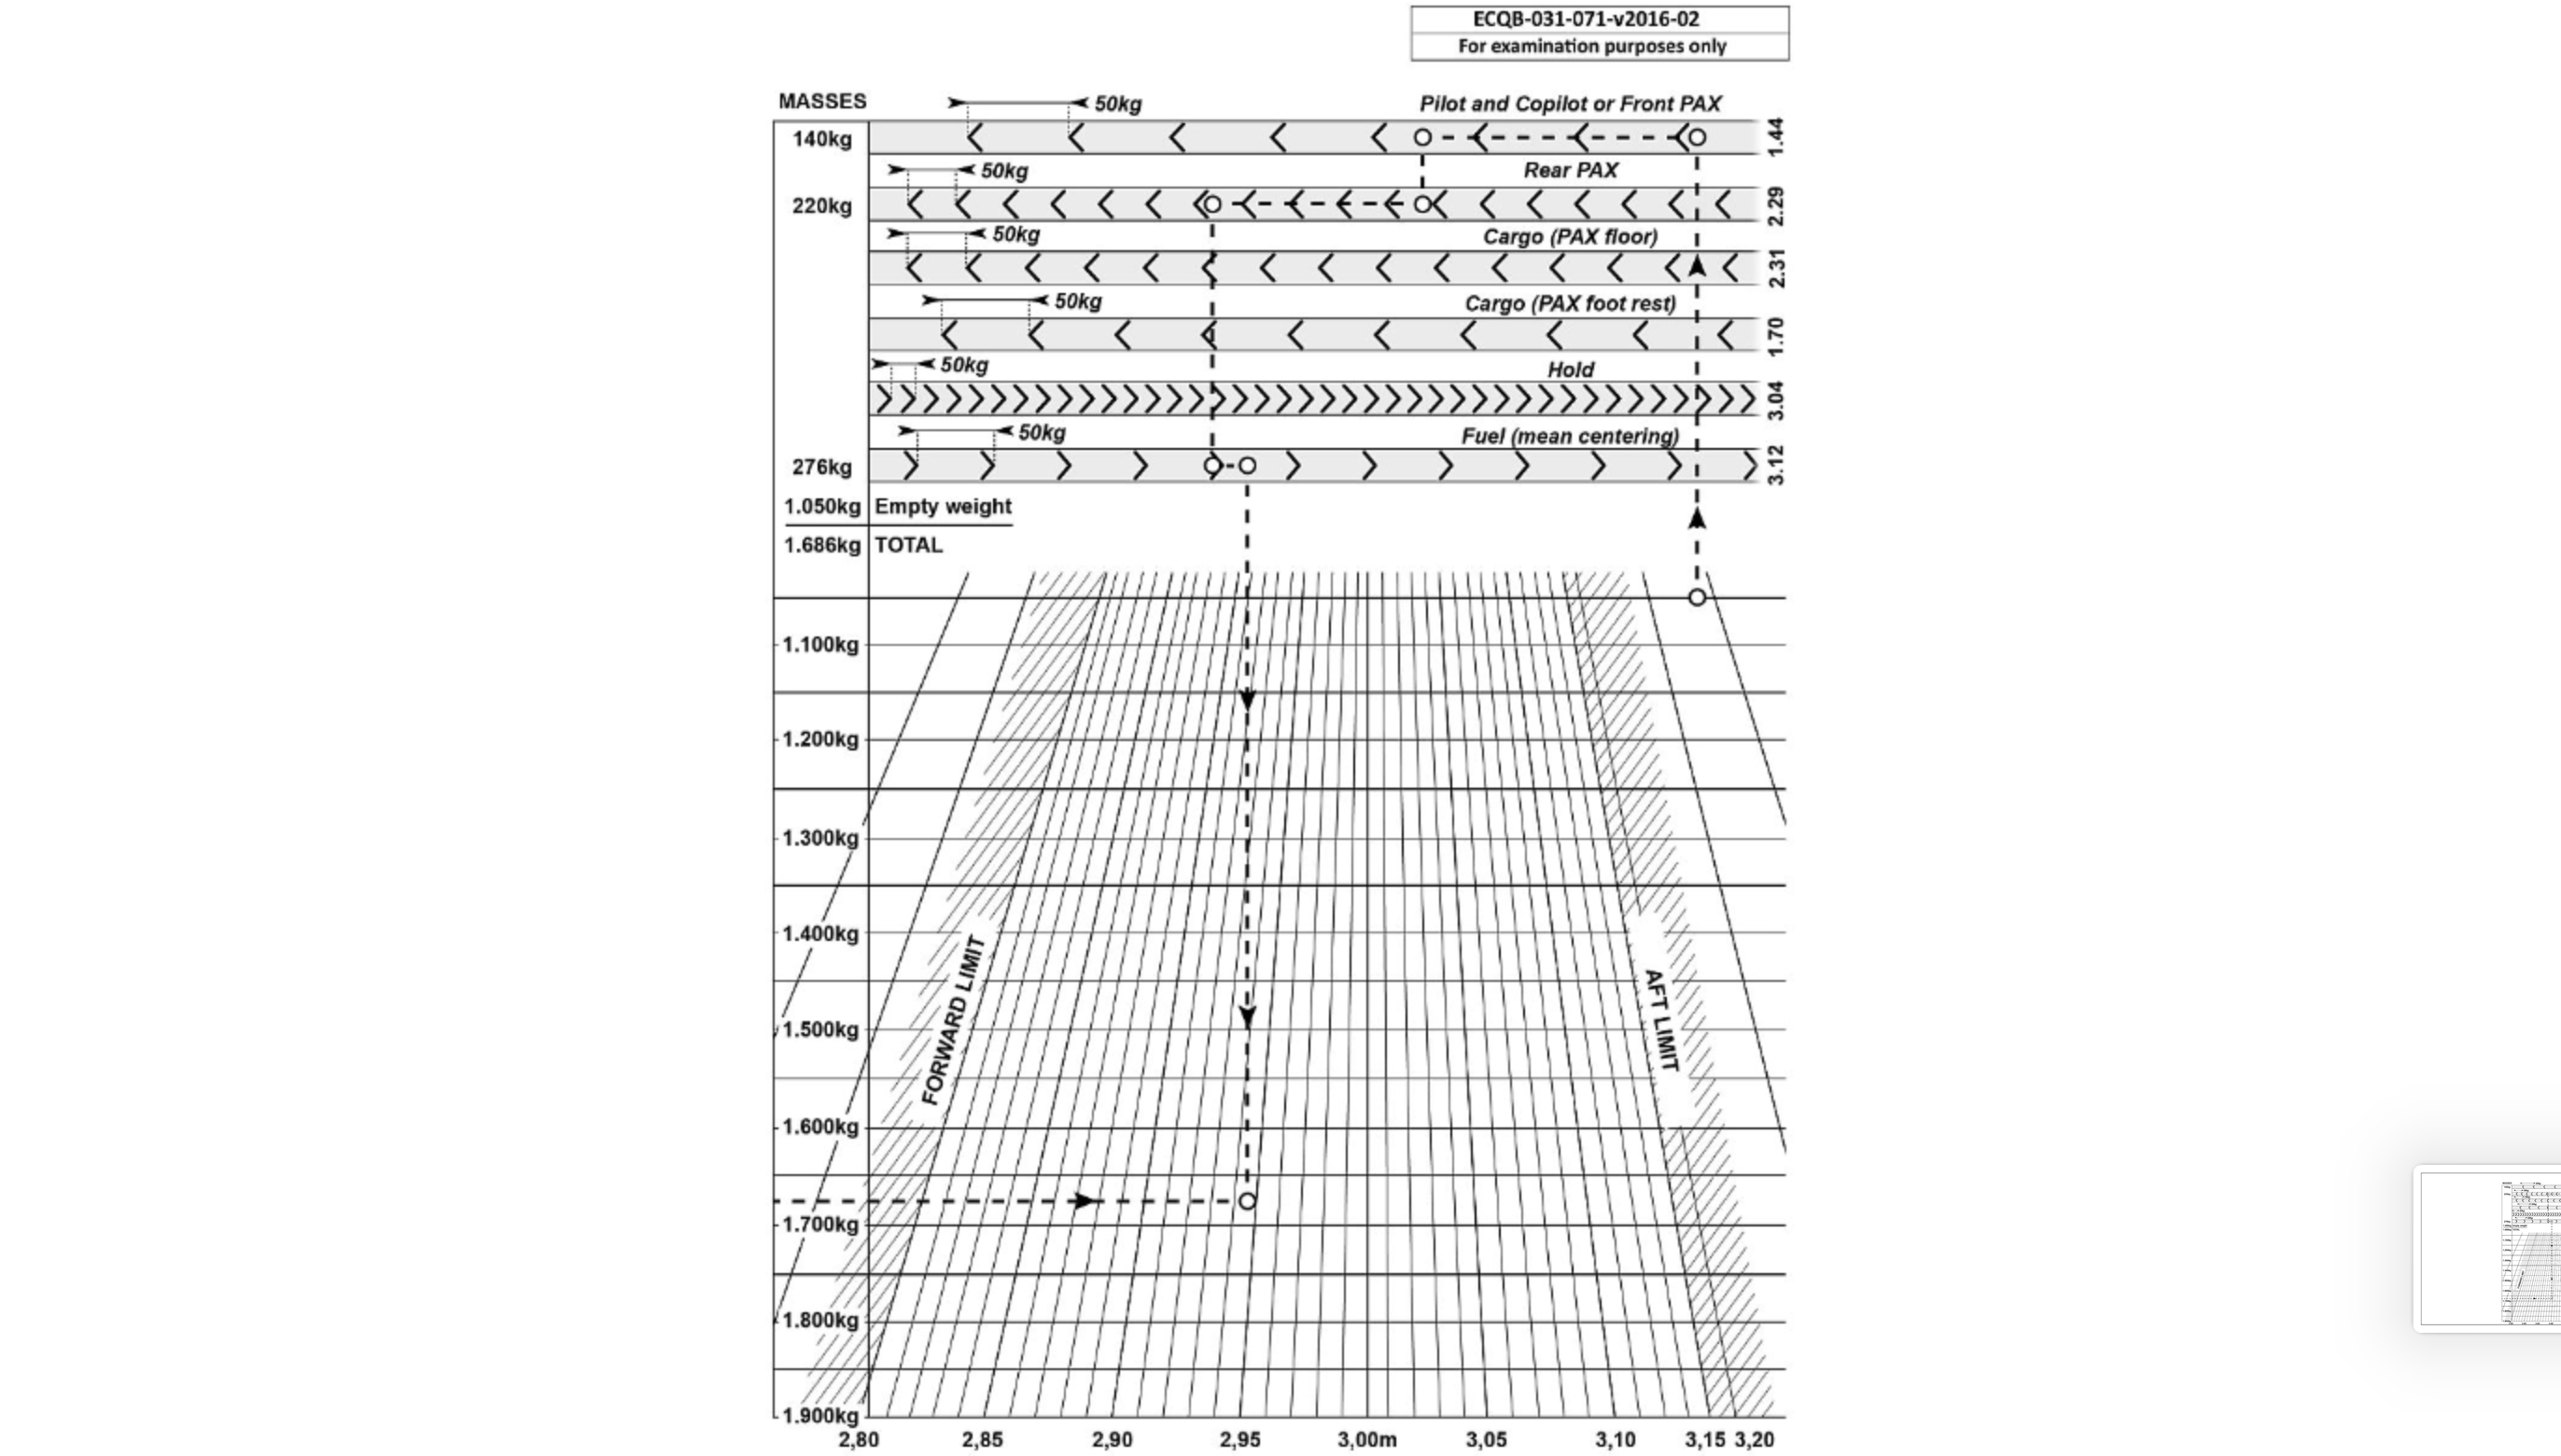 ECQB-031-071-v2016-02
For examination purposes only
MASSES
50kg
Pilot and Copilot or Front PAX
140kg
1.44
50kg
Rear PAX
220kg
2.29
50kg
Cargo (PAX floor)
2.31
50kg
Cargo (PAX foot rest)
1.70
50kg
Hold
3.04
50kg
Fuel (mean centering)
276kg
3.12
1.050kg Empty weight
1.686kg TOTAL
1.100kg
1.200kg
1.300kg
1.400kg
FORWARD LIMIT
AFT LIMIT
1.500kg
1.600kg
1.700kg
1.800kg
1.900kg
2,80 2,85 2,90 2,95 3,00m 3,05 3,10 3,15 3,20